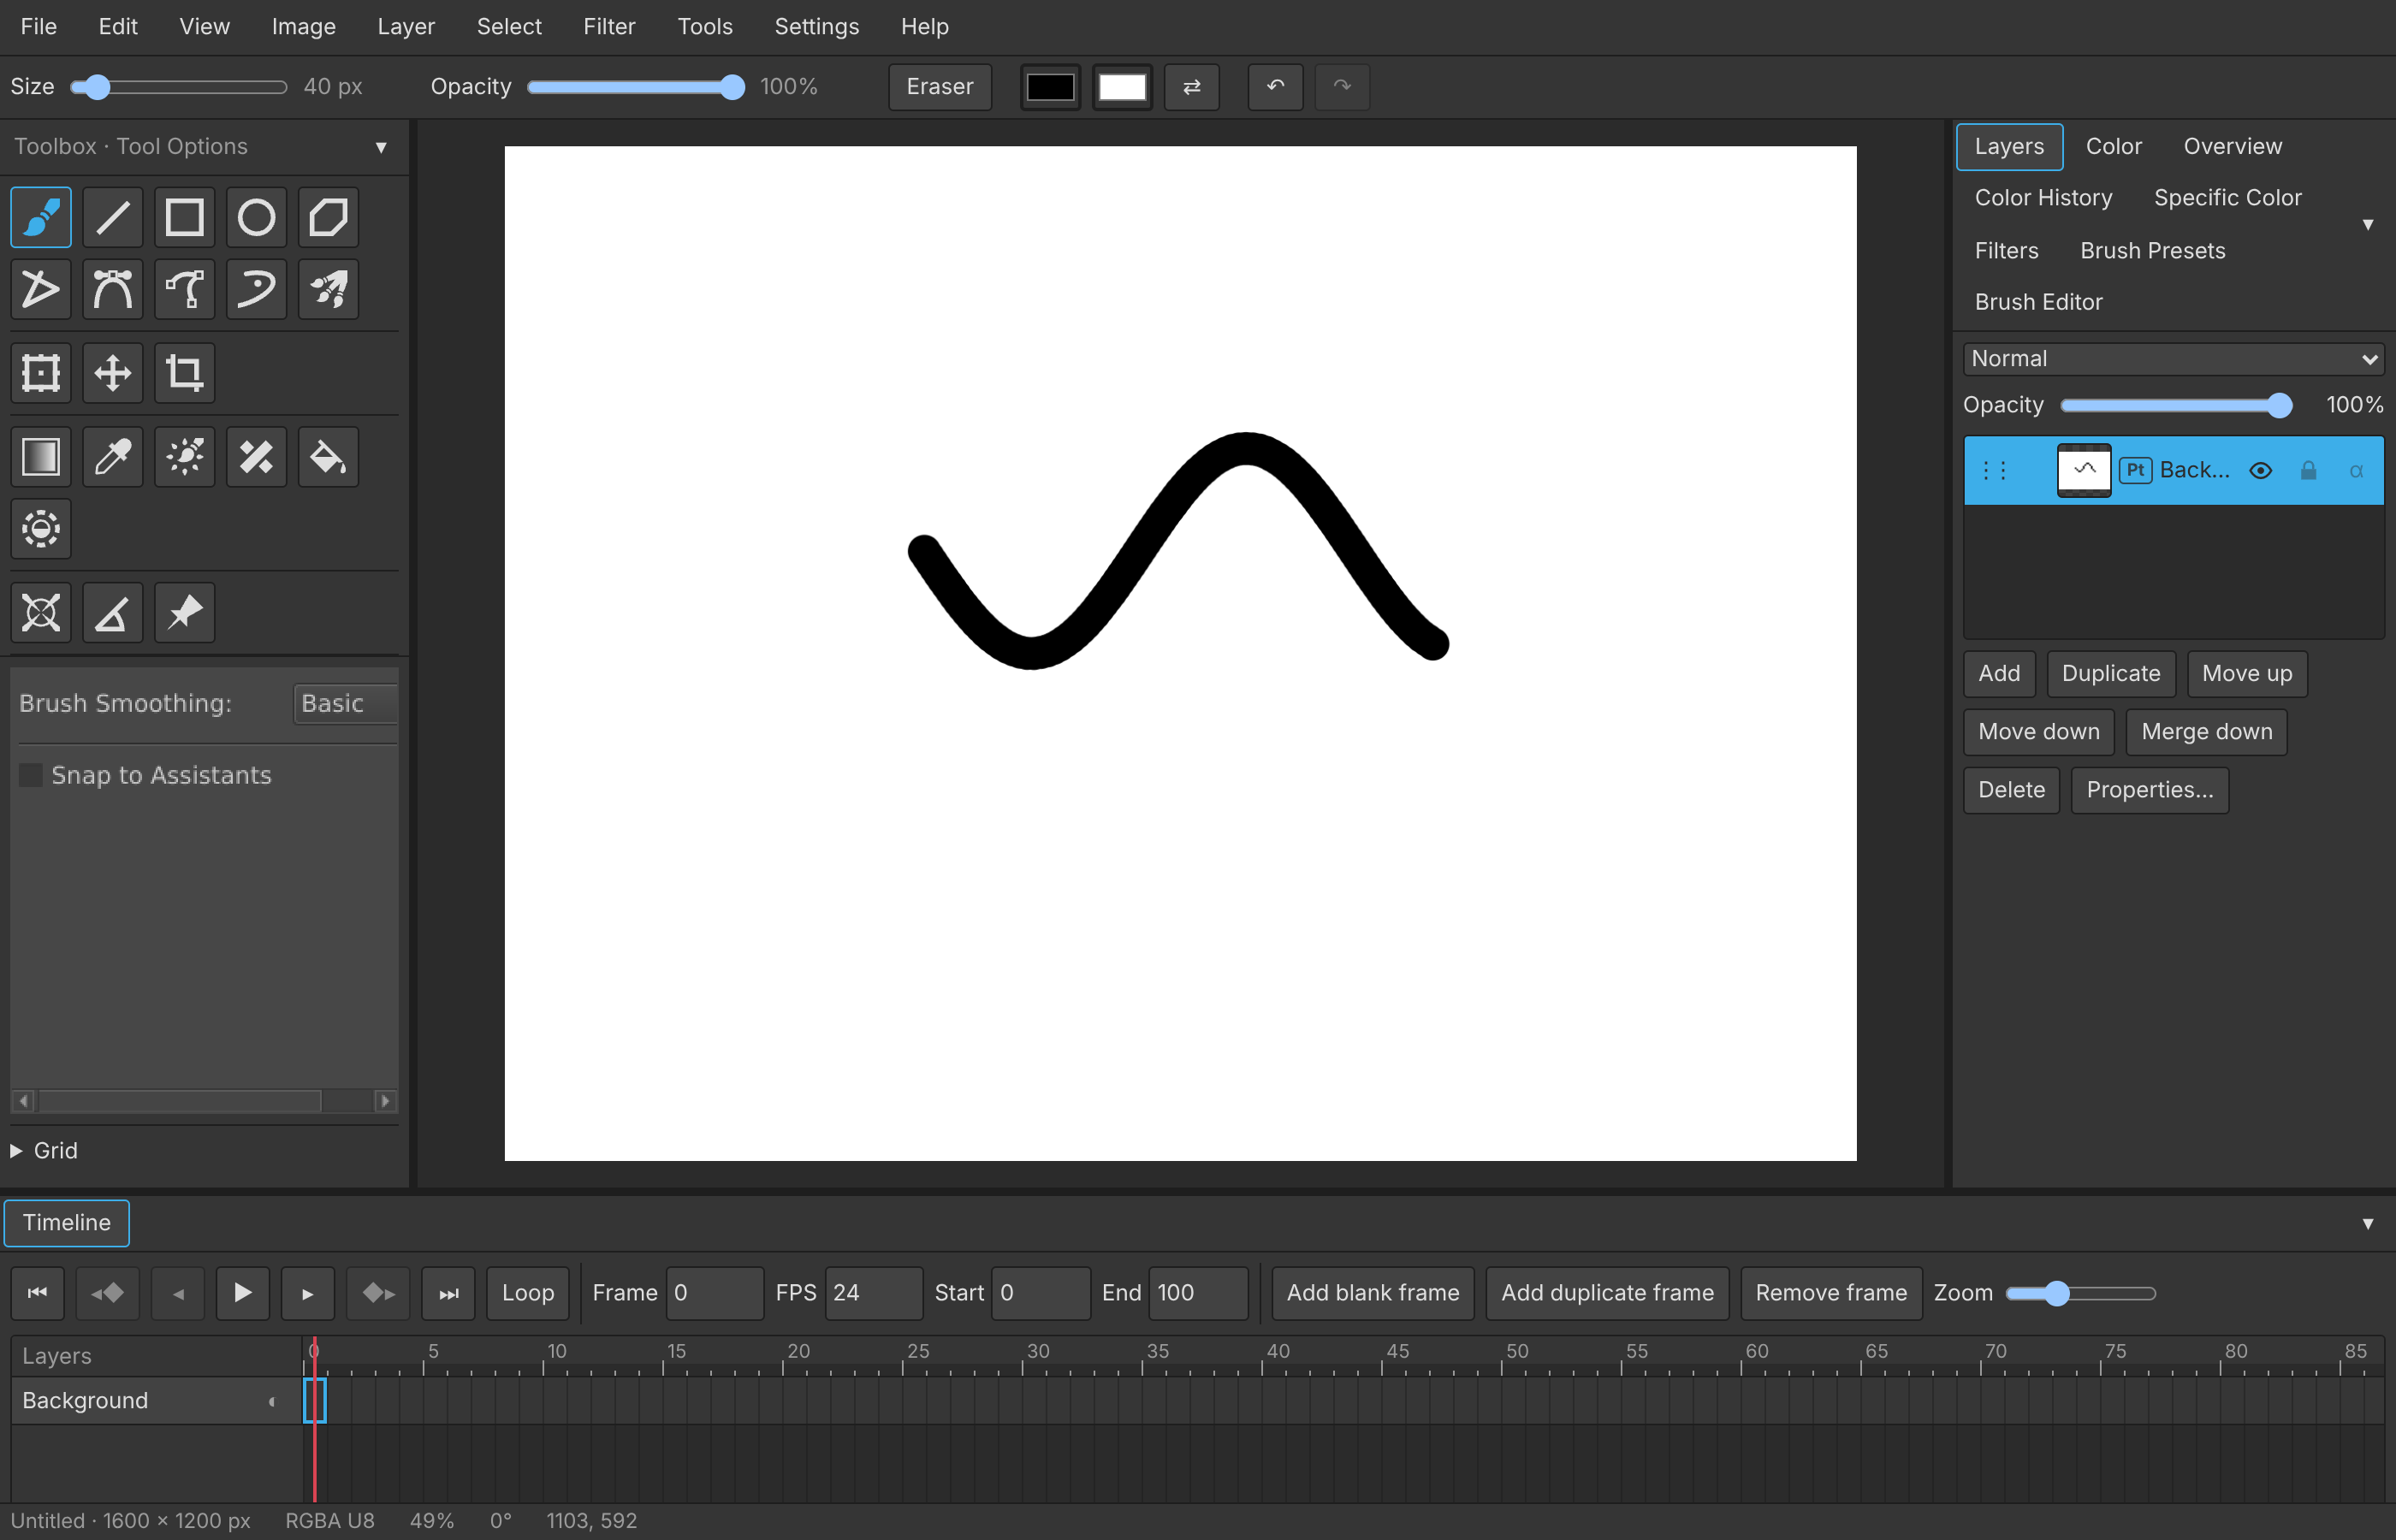 File Edit View Image Layer Select Filter Tools Settings Help
Size 40 px Opacity 100% Eraser
Toolbox · Tool Options
Layers Color Overview
Color History Specific Color
Filters Brush Presets
Brush Editor
Normal
Opacity 100%
Pt Back... α
Add Duplicate Move up
Move down Merge down
Delete Properties...
Brush Smoothing: Basic
Snap to Assistants
Grid
Timeline
Loop Frame 0 FPS 24 Start 0 End 100 Add blank frame Add duplicate frame Remove frame Zoom
Layers 0 5 10 15 20 25 30 35 40 45 50 55 60 65 70 75 80 85
Background
Untitled · 1600 × 1200 px RGBA U8 49% 0° 1103, 592